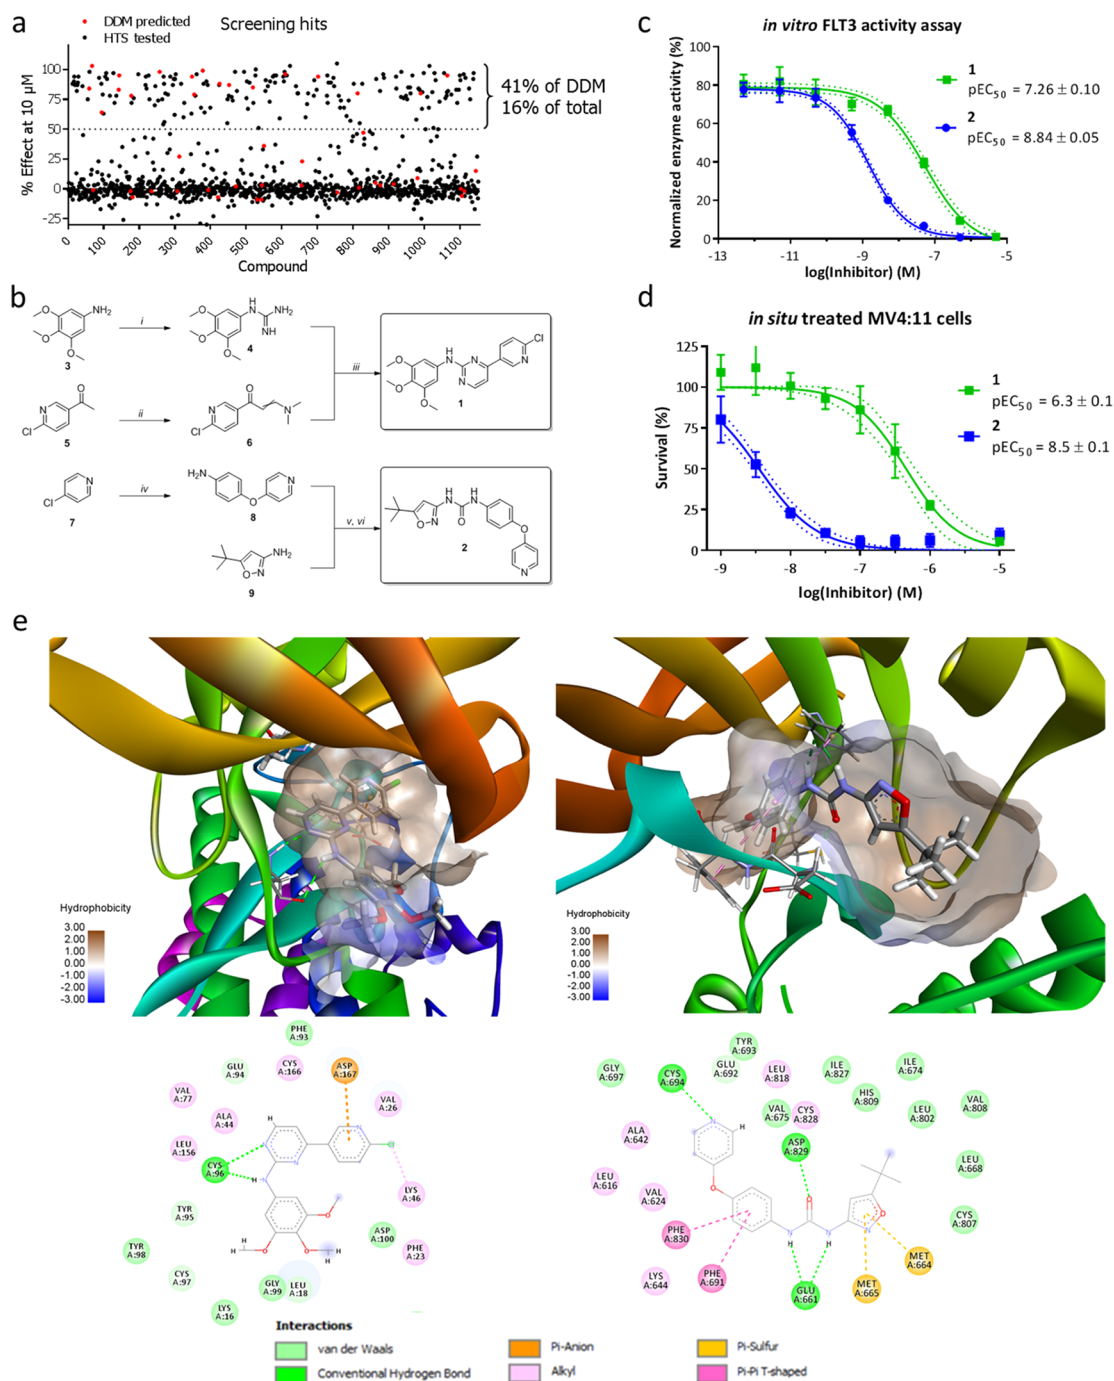 a
Screening hits
DDM predicted
HTS tested
% Effect at 10 µM
100
75
50
25
0
-25
41% of DDM
16% of total
0 100 200 300 400 500 600 700 800 900 1000 1100
Compound
b
NH2
O
O
O
3
i
H
N
NH2
NH
O
O
O
4
O
N
Cl
5
ii
O
N
N
Cl
6
N
Cl
7
iv
H2N
O
N
8
NH2
O-N
9
iii
Cl
N
H
N
N
N
O
O
O
1
v, vi
H
N
H
N
O
O-N
O
N
2
c
in vitro FLT3 activity assay
Normalized enzyme activity (%)
100
80
60
40
20
0
-13 -11 -9 -7 -5
log(Inhibitor) (M)
1
pEC50 = 7.26 ± 0.10
2
pEC50 = 8.84 ± 0.05
d
in situ treated MV4:11 cells
Survival (%)
125
100
75
50
25
0
-9 -8 -7 -6 -5
log(Inhibitor) (M)
1
pEC50 = 6.3 ± 0.1
2
pEC50 = 8.5 ± 0.1
e
Hydrophobicity
3.00
2.00
1.00
0.00
-1.00
-2.00
-3.00
Hydrophobicity
3.00
2.00
1.00
0.00
-1.00
-2.00
-3.00
PHE A:93
GLU A:94
CYS A:166
ASP A:167
VAL A:77
VAL A:26
ALA A:44
LEU A:156
CYS A:96
LYS A:46
TYR A:95
ASP A:100
TYR A:98
PHE A:23
CYS A:97
GLY A:99
LEU A:18
LYS A:16
TYR A:693
GLY A:697
CYS A:694
GLU A:692
LEU A:818
ILE A:827
ILE A:674
HIS A:809
VAL A:675
CYS A:828
LEU A:802
VAL A:808
ALA A:642
ASP A:829
LEU A:616
VAL A:624
LEU A:668
CYS A:807
PHE A:830
MET A:664
LYS A:644
PHE A:691
GLU A:661
MET A:665
Interactions
van der Waals
Conventional Hydrogen Bond
Pi-Anion
Alkyl
Pi-Sulfur
Pi-Pi T-shaped